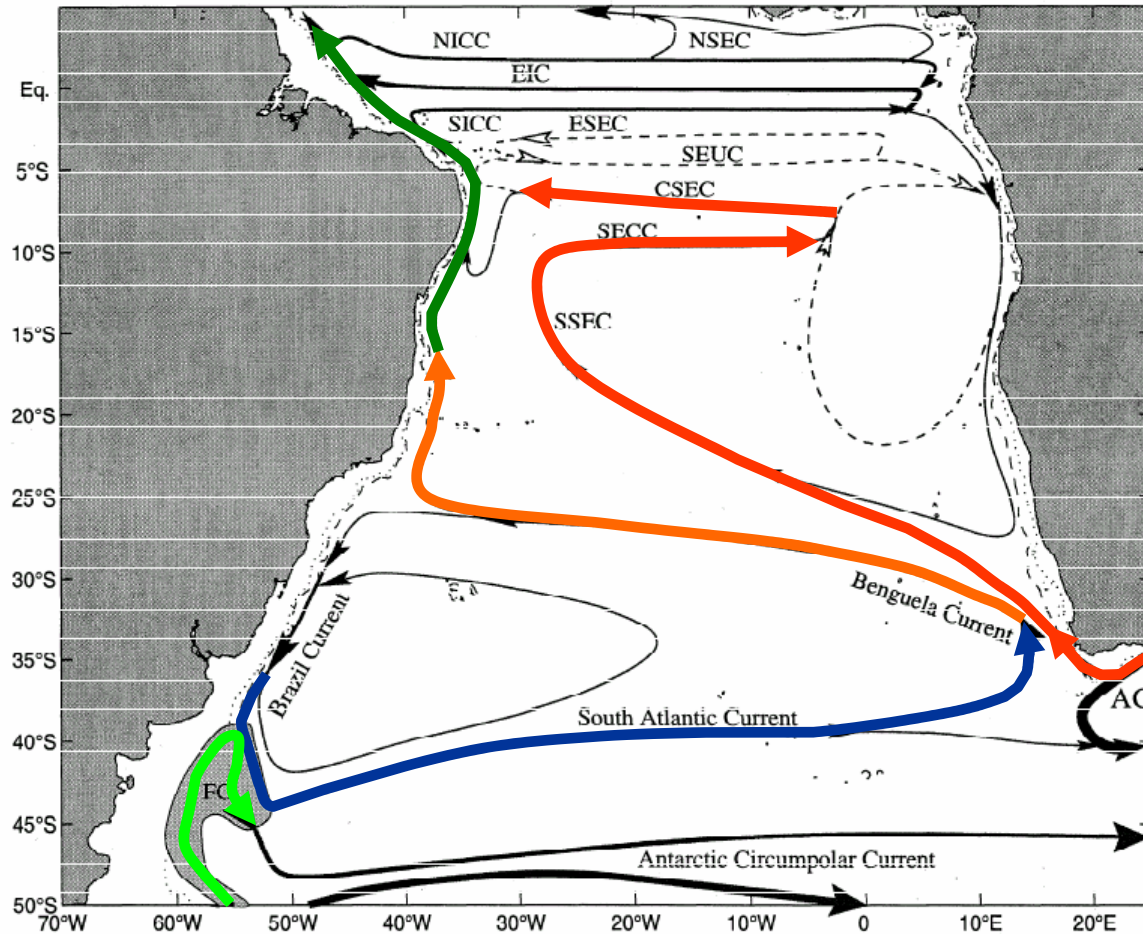 NICC
NSEC
EIC
Eq.
SICC
ESEC
SEUC
5°S
CSEC
SECC
10°S
SSEC
15°S
20°S
25°S
30°S
Benguela Current
Brazil Current
35°S
South Atlantic Current
40°S
45°S
Antarctic Circumpolar Current
50°S
70°W
60°W
50°W
40°W
30°W
20°W
10°W
0
10°E
20°E